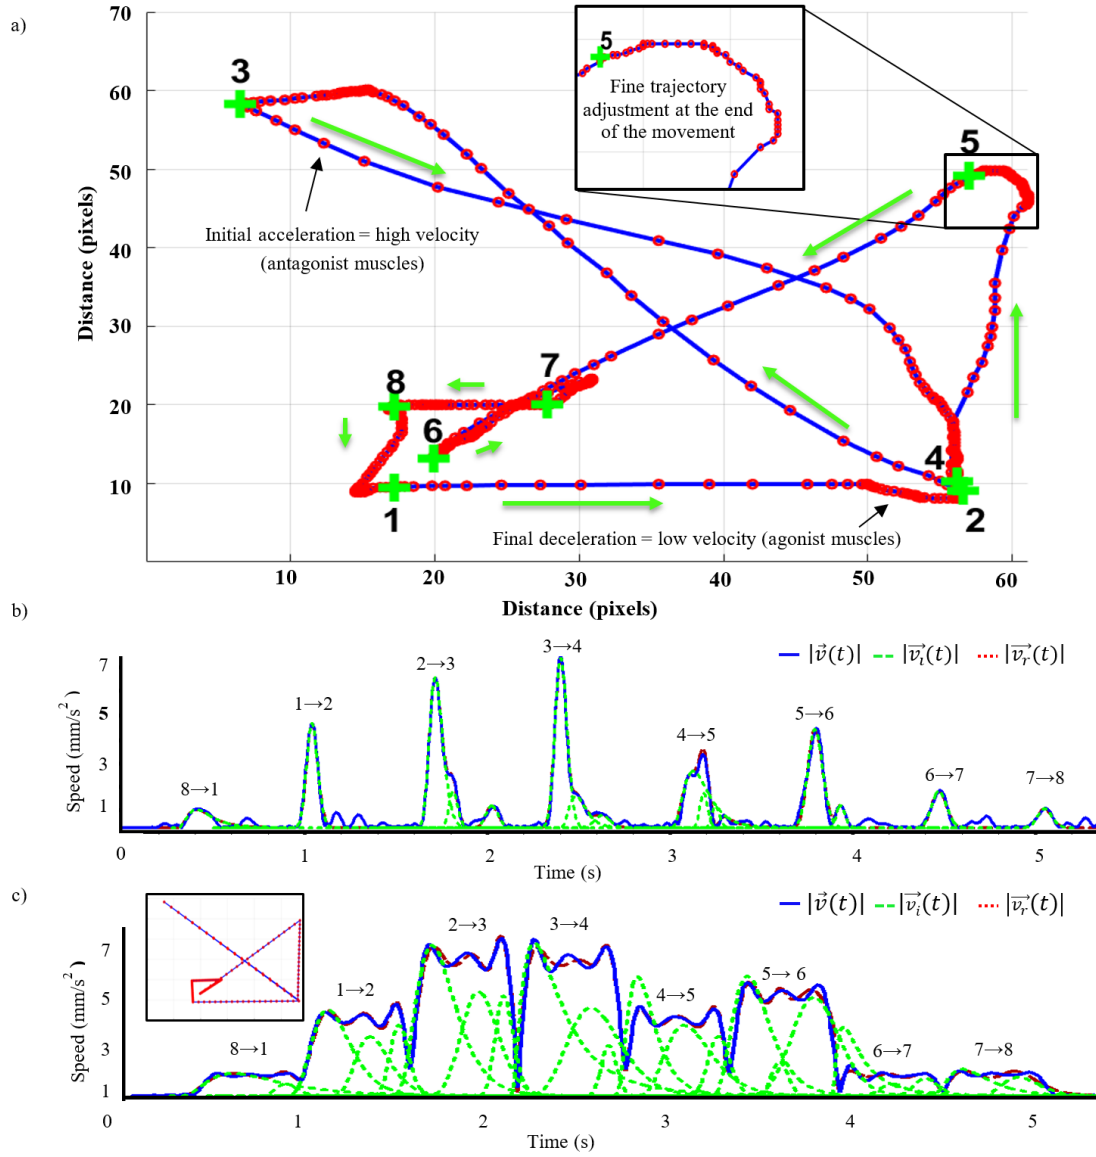 a)
70
60
50
40
30
20
10
Distance (pixels)
3
5
5
Fine trajectory
adjustment at the end
of the movement
Initial acceleration = high velocity
(antagonist muscles)
8
7
6
4
1
2
Final deceleration = low velocity (agonist muscles)
10
20
30
40
50
60
Distance (pixels)
b)
7
5
3
1
Speed (mm/s²)
8→1
1→2
2→3
3→4
4→5
5→6
6→7
7→8
|v⃗(t)|
|v⃗ᵢ(t)|
|v⃗ᵣ(t)|
0
1
2
3
4
5
Time (s)
c)
7
5
3
1
Speed (mm/s²)
8→1
1→2
2→3
3→4
4→5
5→ 6
6→7
7→8
|v⃗(t)|
|v⃗ᵢ(t)|
|v⃗ᵣ(t)|
0
1
2
3
4
5
Time (s)